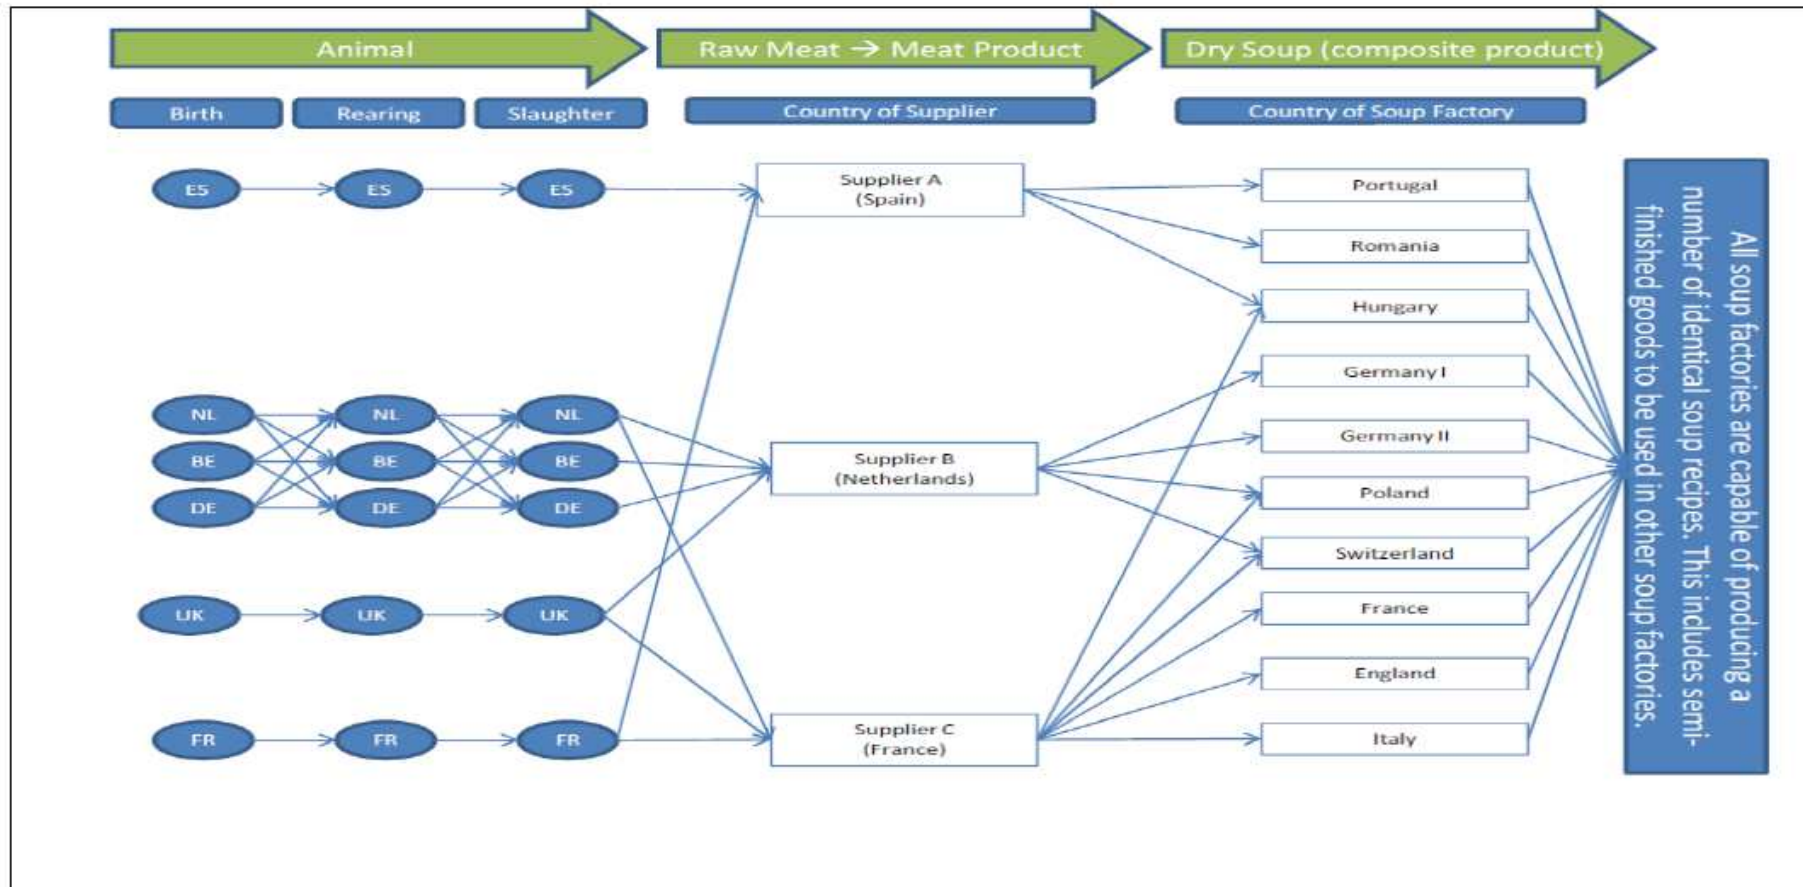 Animal
Raw Meat → Meat Product
Dry Soup (composite product)
Birth
Rearing
Slaughter
Country of Supplier
Country of Soup Factory
ES
ES
ES
Supplier A
(Spain)
Portugal
Romania
Hungary
NL
NL
NL
BE
BE
BE
DE
DE
DE
Supplier B
(Netherlands)
Germany I
Germany II
Poland
Switzerland
UK
UK
UK
France
England
FR
FR
FR
Supplier C
(France)
Italy
All soup factories are capable of producing a
number of identical soup recipes. This includes semi-
finished goods to be used in other soup factories.